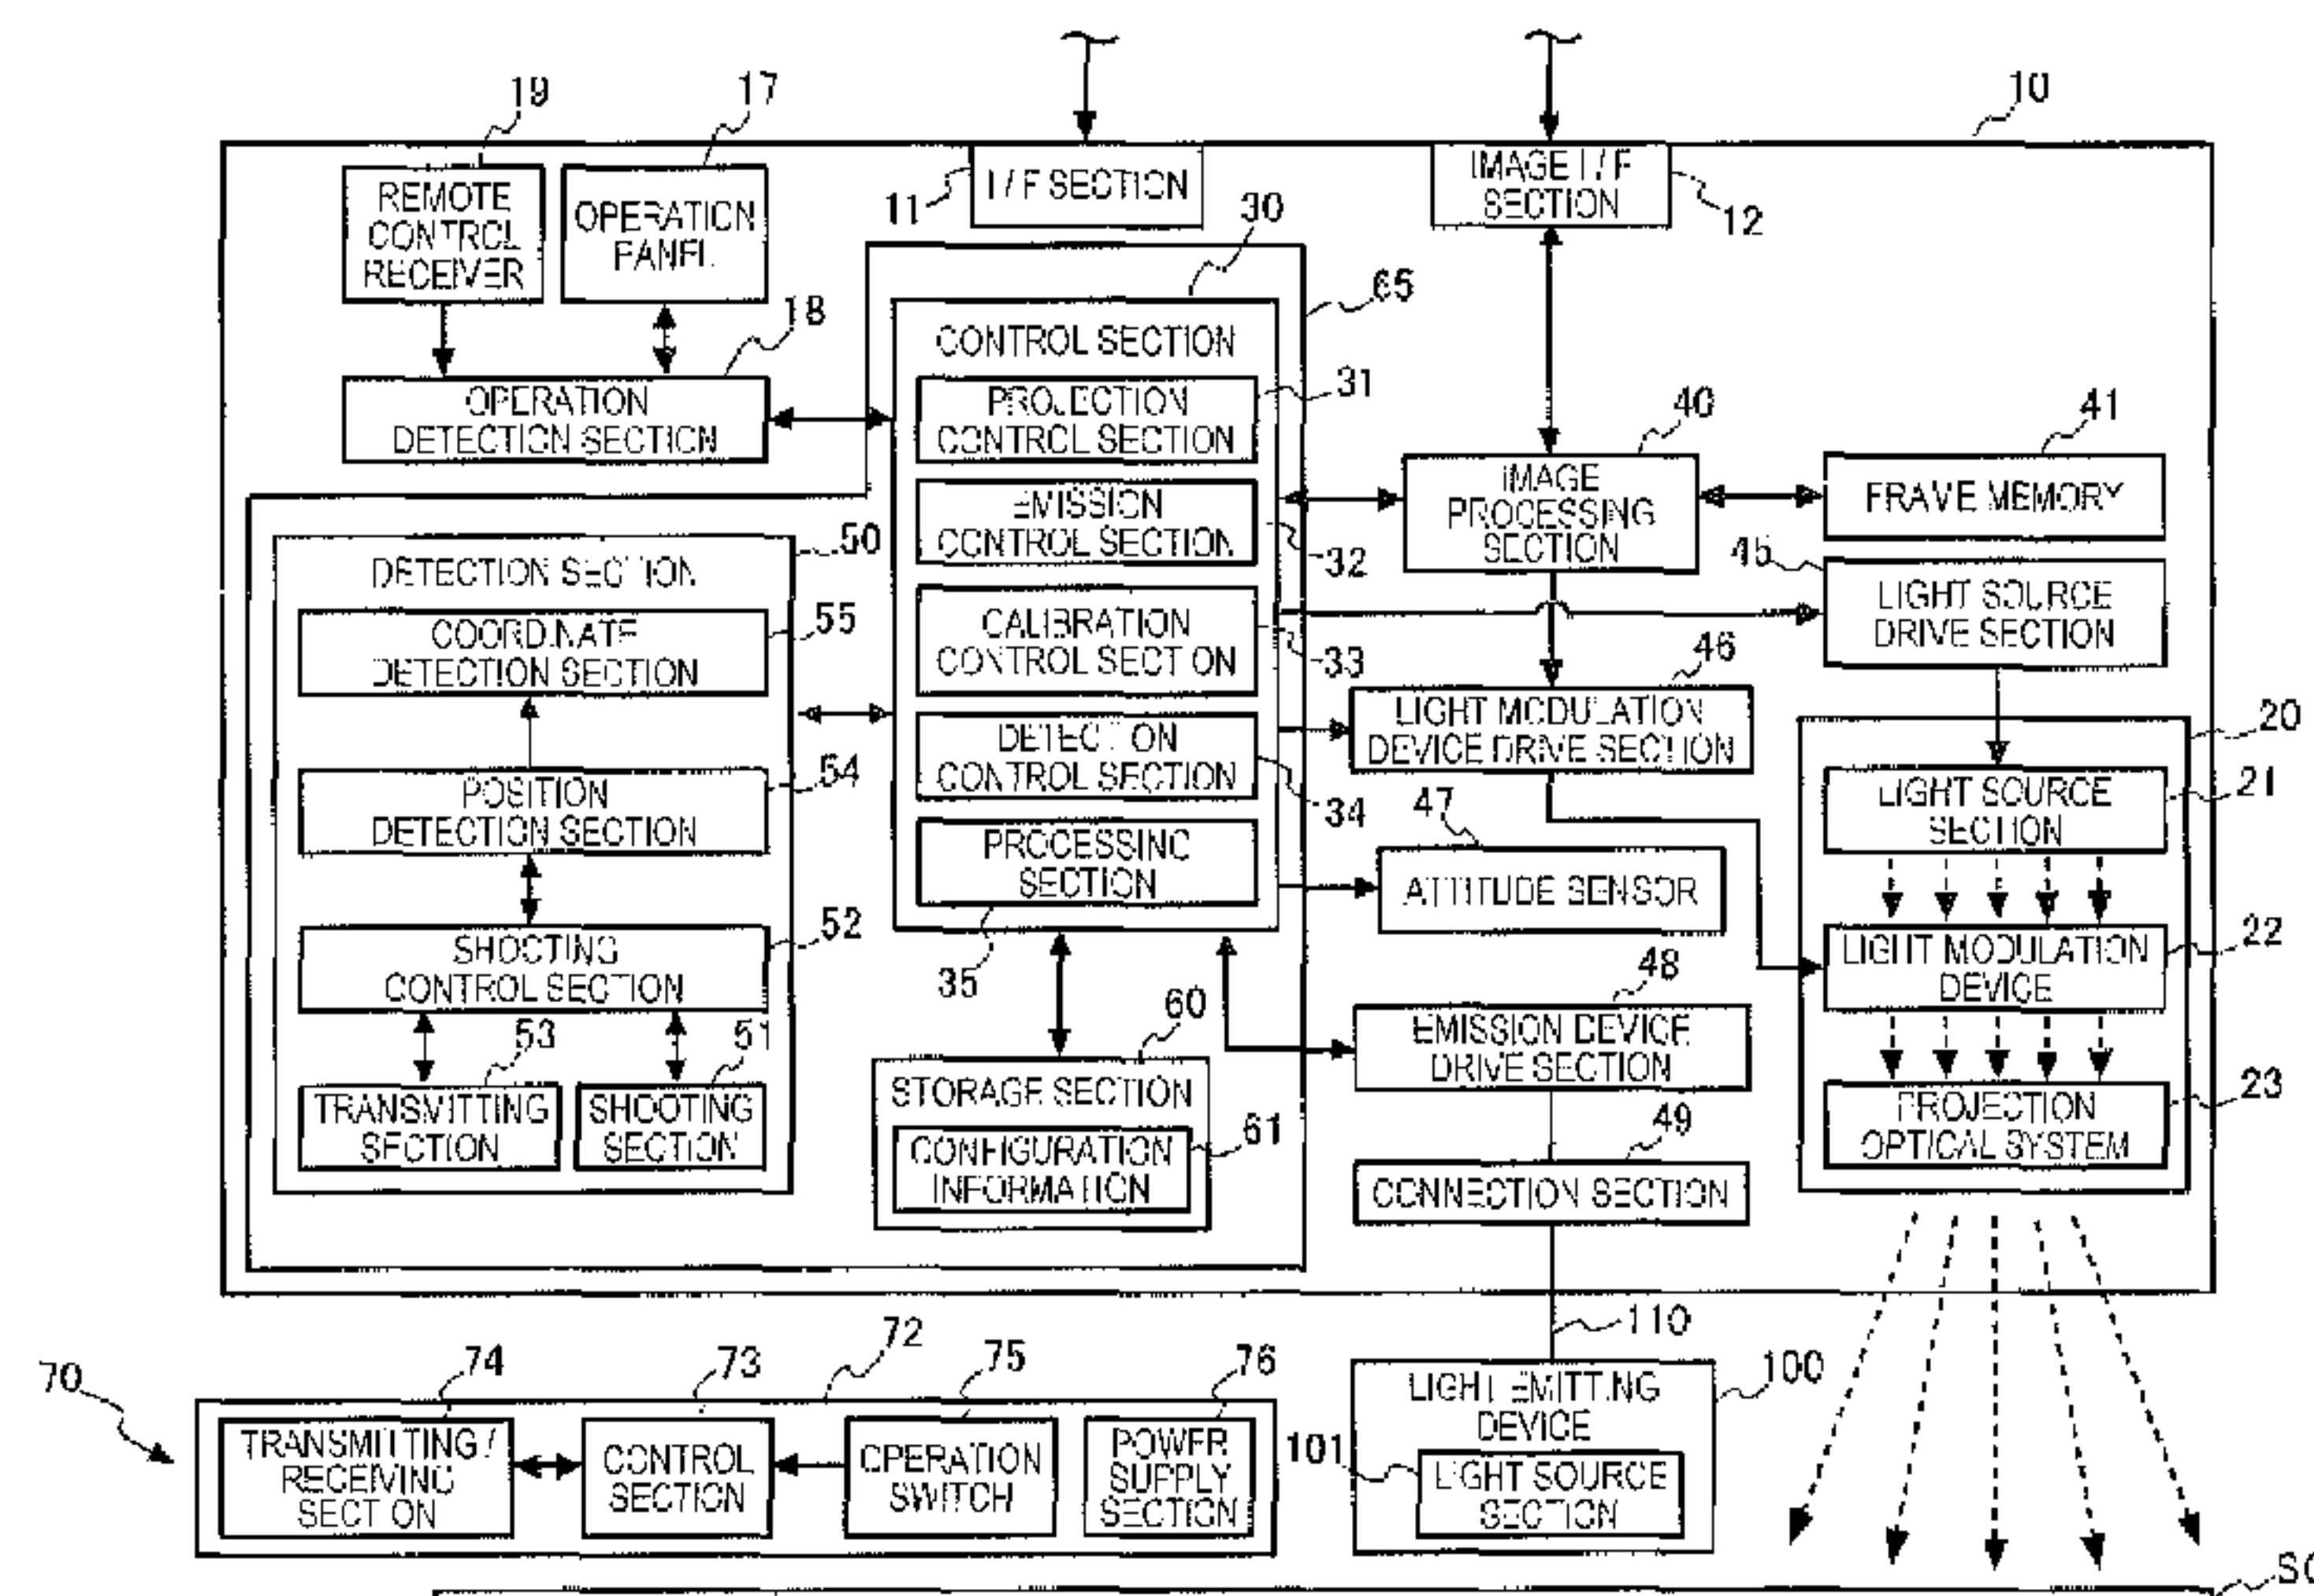 19
17
10
REMOTE
CONTROL
RECEIVER
OPERATION
PANEL
11
I / F SECTION
IMAGE I / F
SECTION
12
30
65
18
OPERATION
DETECTION SECTION
CONTROL SECTION
PROJECTION
CONTROL SECTION
31
EMISSION
CONTROL SECTION
32
CALIBRATION
CONTROL SECTION
33
DETECTION
CONTROL SECTION
34
PROCESSING
SECTION
35
40
IMAGE
PROCESSING
SECTION
41
FRAME MEMORY
45
LIGHT SOURCE
DRIVE SECTION
46
LIGHT MODULATION
DEVICE DRIVE SECTION
47
ATTITUDE SENSOR
20
LIGHT SOURCE
SECTION
21
LIGHT MODULATION
DEVICE
22
PROJECTION
OPTICAL SYSTEM
23
50
DETECTION SECTION
COORDINATE
DETECTION SECTION
55
POSITION
DETECTION SECTION
54
SHOOTING
CONTROL SECTION
52
53
51
TRANSMITTING
SECTION
SHOOTING
SECTION
60
STORAGE SECTION
CONFIGURATION
INFORMATION
61
48
EMISSION DEVICE
DRIVE SECTION
49
CONNECTION SECTION
110
70
74
73
72
75
76
TRANSMITTING /
RECEIVING
SECTION
CONTROL
SECTION
OPERATION
SWITCH
POWER
SUPPLY
SECTION
100
LIGHT EMITTING
DEVICE
101
LIGHT SOURCE
SECTION
SC